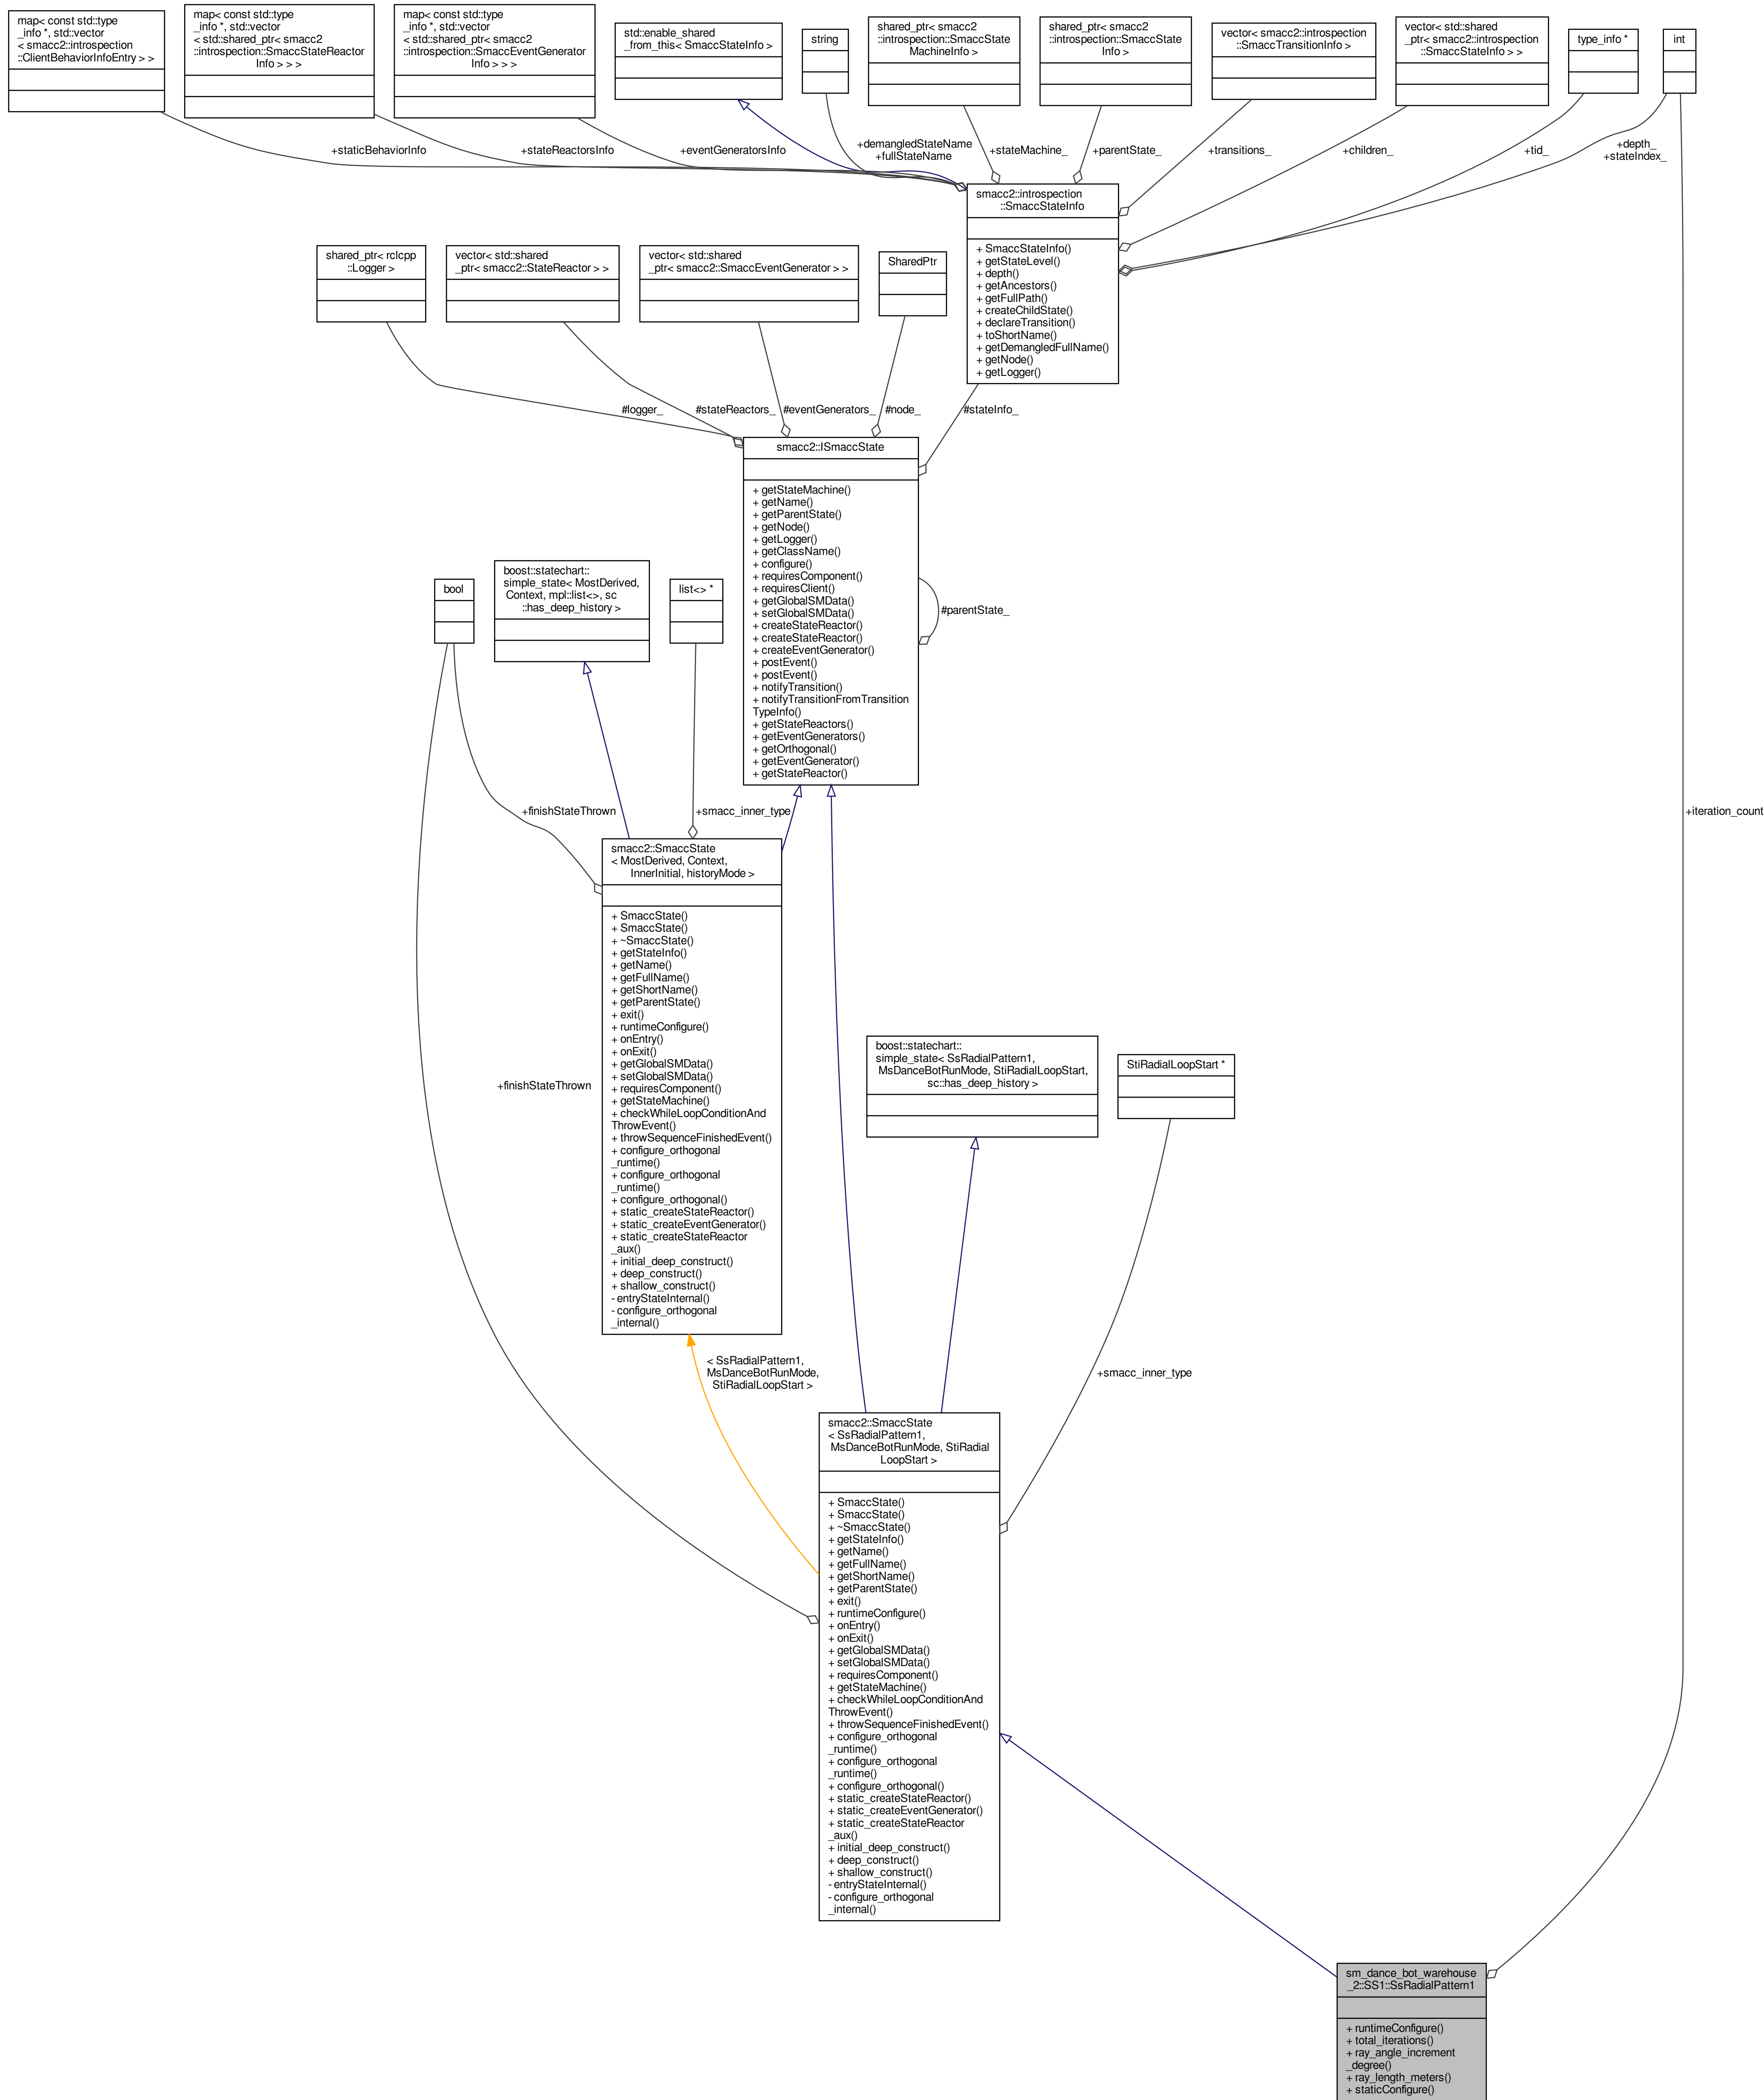 map< const std::type
_info *, std::vector
< smacc2::introspection
::ClientBehaviorInfoEntry > >
map< const std::type
_info *, std::vector
< std::shared_ptr< smacc2
::introspection::SmaccStateReactor
Info > > >
map< const std::type
_info *, std::vector
< std::shared_ptr< smacc2
::introspection::SmaccEventGenerator
Info > > >
std::enable_shared
_from_this< SmaccStateInfo >
string
shared_ptr< smacc2
::introspection::SmaccState
MachineInfo >
shared_ptr< smacc2
::introspection::SmaccState
Info >
vector< smacc2::introspection
::SmaccTransitionInfo >
vector< std::shared
_ptr< smacc2::introspection
::SmaccStateInfo > >
type_info *
int
+staticBehaviorInfo
+stateReactorsInfo
+eventGeneratorsInfo
+demangledStateName
+fullStateName
+stateMachine_
+parentState_
+transitions_
+children_
+tid_
+depth_
+stateIndex_
smacc2::introspection
::SmaccStateInfo
+ SmaccStateInfo()
+ getStateLevel()
+ depth()
+ getAncestors()
+ getFullPath()
+ createChildState()
+ declareTransition()
+ toShortName()
+ getDemangledFullName()
+ getNode()
+ getLogger()
shared_ptr< rclcpp
::Logger >
vector< std::shared
_ptr< smacc2::StateReactor > >
vector< std::shared
_ptr< smacc2::SmaccEventGenerator > >
SharedPtr
#logger_
#stateReactors_
#eventGenerators_
#node_
#stateInfo_
smacc2::ISmaccState
+ getStateMachine()
+ getName()
+ getParentState()
+ getNode()
+ getLogger()
+ getClassName()
+ configure()
+ requiresComponent()
+ requiresClient()
+ getGlobalSMData()
+ setGlobalSMData()
+ createStateReactor()
+ createStateReactor()
+ createEventGenerator()
+ postEvent()
+ postEvent()
+ notifyTransition()
+ notifyTransitionFromTransition
TypeInfo()
+ getStateReactors()
+ getEventGenerators()
+ getOrthogonal()
+ getEventGenerator()
+ getStateReactor()
#parentState_
bool
boost::statechart::
simple_state< MostDerived,
Context, mpl::list<>, sc
::has_deep_history >
list<> *
+finishStateThrown
+smacc_inner_type
+iteration_count
smacc2::SmaccState
< MostDerived, Context,
InnerInitial, historyMode >
+ SmaccState()
+ SmaccState()
+ ~SmaccState()
+ getStateInfo()
+ getName()
+ getFullName()
+ getShortName()
+ getParentState()
+ exit()
+ runtimeConfigure()
+ onEntry()
+ onExit()
+ getGlobalSMData()
+ setGlobalSMData()
+ requiresComponent()
+ getStateMachine()
+ checkWhileLoopConditionAnd
ThrowEvent()
+ throwSequenceFinishedEvent()
+ configure_orthogonal
_runtime()
+ configure_orthogonal
_runtime()
+ configure_orthogonal()
+ static_createStateReactor()
+ static_createEventGenerator()
+ static_createStateReactor
_aux()
+ initial_deep_construct()
+ deep_construct()
+ shallow_construct()
- entryStateInternal()
- configure_orthogonal
_internal()
+finishStateThrown
boost::statechart::
simple_state< SsRadialPattern1,
MsDanceBotRunMode, StiRadialLoopStart,
sc::has_deep_history >
StiRadialLoopStart *
< SsRadialPattern1,
MsDanceBotRunMode,
StiRadialLoopStart >
+smacc_inner_type
smacc2::SmaccState
< SsRadialPattern1,
MsDanceBotRunMode, StiRadial
LoopStart >
+ SmaccState()
+ SmaccState()
+ ~SmaccState()
+ getStateInfo()
+ getName()
+ getFullName()
+ getShortName()
+ getParentState()
+ exit()
+ runtimeConfigure()
+ onEntry()
+ onExit()
+ getGlobalSMData()
+ setGlobalSMData()
+ requiresComponent()
+ getStateMachine()
+ checkWhileLoopConditionAnd
ThrowEvent()
+ throwSequenceFinishedEvent()
+ configure_orthogonal
_runtime()
+ configure_orthogonal
_runtime()
+ configure_orthogonal()
+ static_createStateReactor()
+ static_createEventGenerator()
+ static_createStateReactor
_aux()
+ initial_deep_construct()
+ deep_construct()
+ shallow_construct()
- entryStateInternal()
- configure_orthogonal
_internal()
sm_dance_bot_warehouse
_2::SS1::SsRadialPattern1
+ runtimeConfigure()
+ total_iterations()
+ ray_angle_increment
_degree()
+ ray_length_meters()
+ staticConfigure()